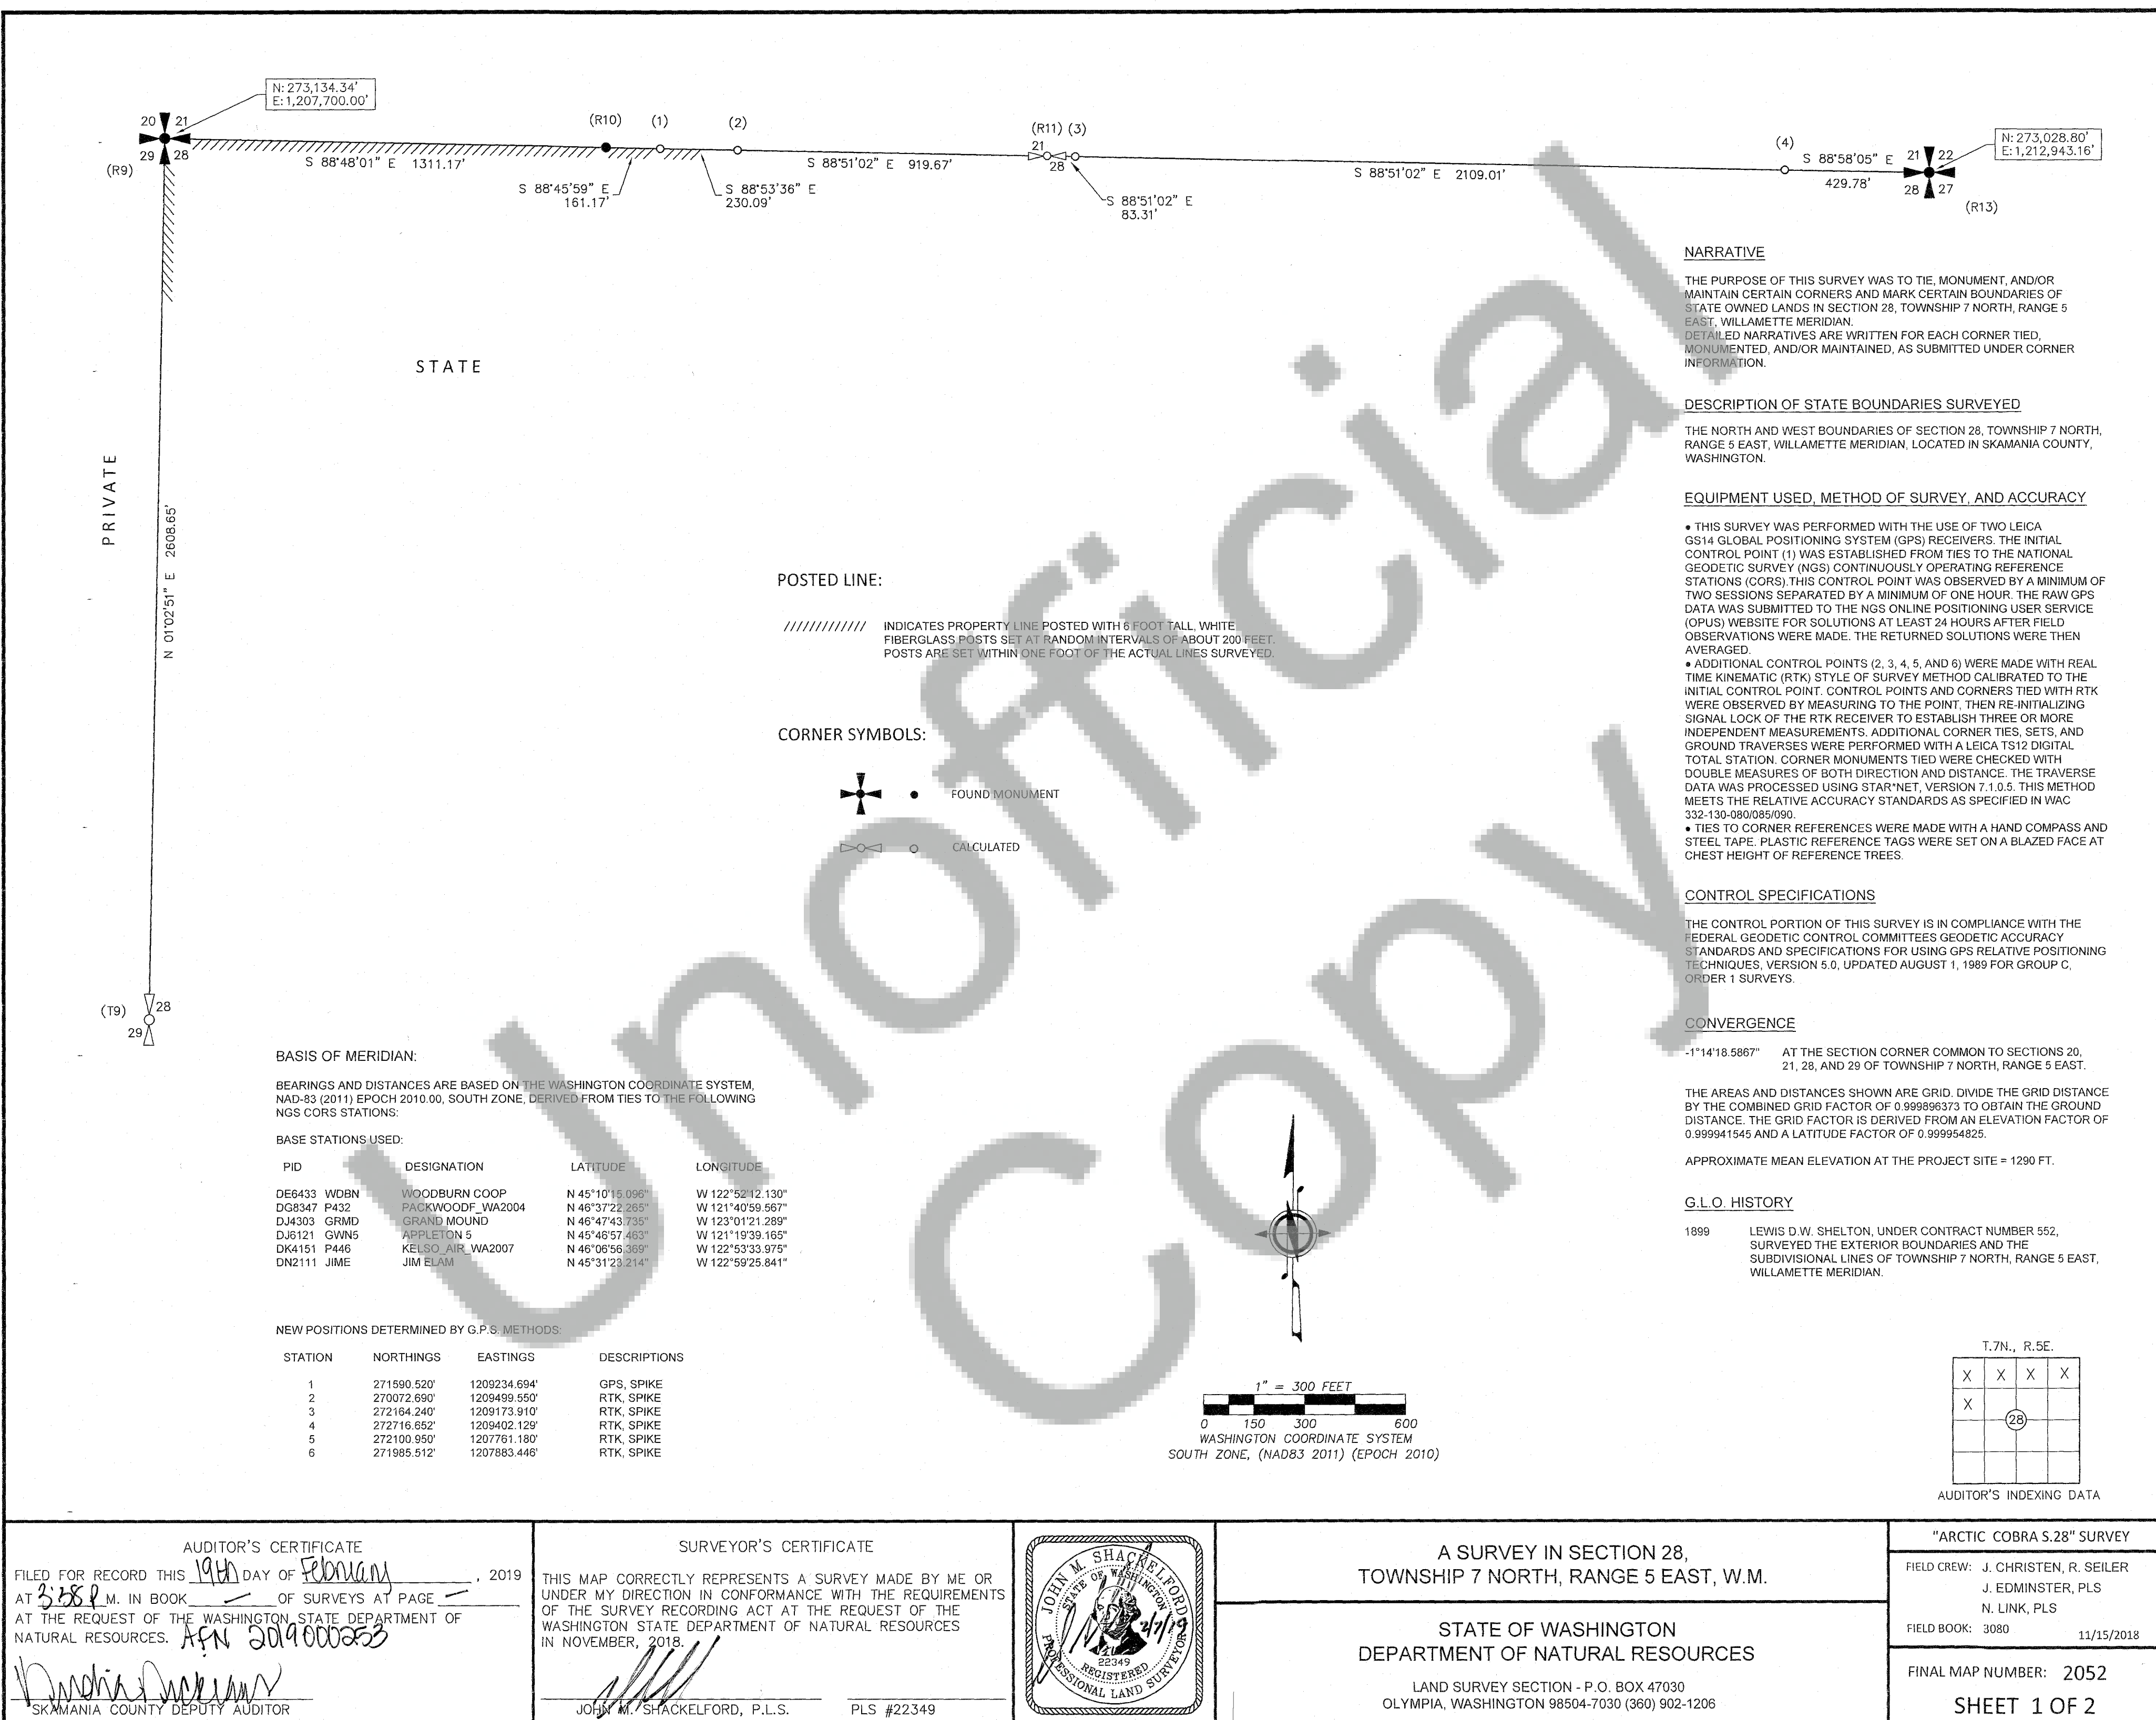 N: 273,134.34'
E: 1,207,700.00'
20 21
29 28
(R9)
S 88°48'01" E 1311.17'
(R10)
(1)
(2)
S 88°45'59" E
161.17'
S 88°53'36" E
230.09'
S 88°51'02" E 919.67'
(R11) (3)
21
28
S 88°51'02" E
83.31'
S 88°51'02" E 2109.01'
(4)
S 88°58'05" E
429.78'
21 22
28 27
(R13)
N: 273,028.80'
E: 1,212,943.16'
STATE
PRIVATE
N 01°02'51" E 2608.65'
(T9)
28
29
POSTED LINE:
///////////// INDICATES PROPERTY LINE POSTED WITH 6 FOOT TALL, WHITE
FIBERGLASS POSTS SET AT RANDOM INTERVALS OF ABOUT 200 FEET.
POSTS ARE SET WITHIN ONE FOOT OF THE ACTUAL LINES SURVEYED.
CORNER SYMBOLS:
FOUND MONUMENT
CALCULATED
BASIS OF MERIDIAN:
BEARINGS AND DISTANCES ARE BASED ON THE WASHINGTON COORDINATE SYSTEM,
NAD-83 (2011) EPOCH 2010.00, SOUTH ZONE, DERIVED FROM TIES TO THE FOLLOWING
NGS CORS STATIONS:
BASE STATIONS USED:
PID DESIGNATION LATITUDE LONGITUDE
DE6433 WDBN WOODBURN COOP N 45°10'15.096" W 122°52'12.130"
DG8347 P432 PACKWOODF_WA2004 N 46°37'22.265" W 121°40'59.567"
DJ4303 GRMD GRAND MOUND N 46°47'43.735" W 123°01'21.289"
DJ6121 GWN5 APPLETON 5 N 45°46'57.463" W 121°19'39.165"
DK4151 P446 KELSO_AIR_WA2007 N 46°06'56.369" W 122°53'33.975"
DN2111 JIME JIM ELAM N 45°31'23.214" W 122°59'25.841"
NEW POSITIONS DETERMINED BY G.P.S. METHODS:
STATION NORTHINGS EASTINGS DESCRIPTIONS
1 271590.520' 1209234.694' GPS, SPIKE
2 270072.690' 1209499.550' RTK, SPIKE
3 272164.240' 1209173.910' RTK, SPIKE
4 272716.652' 1209402.129' RTK, SPIKE
5 272100.950' 1207761.180' RTK, SPIKE
6 271985.512' 1207883.446' RTK, SPIKE
1" = 300 FEET
0 150 300 600
WASHINGTON COORDINATE SYSTEM
SOUTH ZONE, (NAD83 2011) (EPOCH 2010)
Unofficial
Copy
NARRATIVE
THE PURPOSE OF THIS SURVEY WAS TO TIE, MONUMENT, AND/OR
MAINTAIN CERTAIN CORNERS AND MARK CERTAIN BOUNDARIES OF
STATE OWNED LANDS IN SECTION 28, TOWNSHIP 7 NORTH, RANGE 5
EAST, WILLAMETTE MERIDIAN.
DETAILED NARRATIVES ARE WRITTEN FOR EACH CORNER TIED,
MONUMENTED, AND/OR MAINTAINED, AS SUBMITTED UNDER CORNER
INFORMATION.
DESCRIPTION OF STATE BOUNDARIES SURVEYED
THE NORTH AND WEST BOUNDARIES OF SECTION 28, TOWNSHIP 7 NORTH,
RANGE 5 EAST, WILLAMETTE MERIDIAN, LOCATED IN SKAMANIA COUNTY,
WASHINGTON.
EQUIPMENT USED, METHOD OF SURVEY, AND ACCURACY
● THIS SURVEY WAS PERFORMED WITH THE USE OF TWO LEICA
GS14 GLOBAL POSITIONING SYSTEM (GPS) RECEIVERS. THE INITIAL
CONTROL POINT (1) WAS ESTABLISHED FROM TIES TO THE NATIONAL
GEODETIC SURVEY (NGS) CONTINUOUSLY OPERATING REFERENCE
STATIONS (CORS).THIS CONTROL POINT WAS OBSERVED BY A MINIMUM OF
TWO SESSIONS SEPARATED BY A MINIMUM OF ONE HOUR. THE RAW GPS
DATA WAS SUBMITTED TO THE NGS ONLINE POSITIONING USER SERVICE
(OPUS) WEBSITE FOR SOLUTIONS AT LEAST 24 HOURS AFTER FIELD
OBSERVATIONS WERE MADE. THE RETURNED SOLUTIONS WERE THEN
AVERAGED.
● ADDITIONAL CONTROL POINTS (2, 3, 4, 5, AND 6) WERE MADE WITH REAL
TIME KINEMATIC (RTK) STYLE OF SURVEY METHOD CALIBRATED TO THE
INITIAL CONTROL POINT. CONTROL POINTS AND CORNERS TIED WITH RTK
WERE OBSERVED BY MEASURING TO THE POINT, THEN RE-INITIALIZING
SIGNAL LOCK OF THE RTK RECEIVER TO ESTABLISH THREE OR MORE
INDEPENDENT MEASUREMENTS. ADDITIONAL CORNER TIES, SETS, AND
GROUND TRAVERSES WERE PERFORMED WITH A LEICA TS12 DIGITAL
TOTAL STATION. CORNER MONUMENTS TIED WERE CHECKED WITH
DOUBLE MEASURES OF BOTH DIRECTION AND DISTANCE. THE TRAVERSE
DATA WAS PROCESSED USING STAR*NET, VERSION 7.1.0.5. THIS METHOD
MEETS THE RELATIVE ACCURACY STANDARDS AS SPECIFIED IN WAC
332-130-080/085/090.
● TIES TO CORNER REFERENCES WERE MADE WITH A HAND COMPASS AND
STEEL TAPE. PLASTIC REFERENCE TAGS WERE SET ON A BLAZED FACE AT
CHEST HEIGHT OF REFERENCE TREES.
CONTROL SPECIFICATIONS
THE CONTROL PORTION OF THIS SURVEY IS IN COMPLIANCE WITH THE
FEDERAL GEODETIC CONTROL COMMITTEES GEODETIC ACCURACY
STANDARDS AND SPECIFICATIONS FOR USING GPS RELATIVE POSITIONING
TECHNIQUES, VERSION 5.0, UPDATED AUGUST 1, 1989 FOR GROUP C,
ORDER 1 SURVEYS.
CONVERGENCE
-1°14'18.5867" AT THE SECTION CORNER COMMON TO SECTIONS 20,
21, 28, AND 29 OF TOWNSHIP 7 NORTH, RANGE 5 EAST.
THE AREAS AND DISTANCES SHOWN ARE GRID. DIVIDE THE GRID DISTANCE
BY THE COMBINED GRID FACTOR OF 0.999896373 TO OBTAIN THE GROUND
DISTANCE. THE GRID FACTOR IS DERIVED FROM AN ELEVATION FACTOR OF
0.999941545 AND A LATITUDE FACTOR OF 0.999954825.
APPROXIMATE MEAN ELEVATION AT THE PROJECT SITE = 1290 FT.
G.L.O. HISTORY
1899 LEWIS D.W. SHELTON, UNDER CONTRACT NUMBER 552,
SURVEYED THE EXTERIOR BOUNDARIES AND THE
SUBDIVISIONAL LINES OF TOWNSHIP 7 NORTH, RANGE 5 EAST,
WILLAMETTE MERIDIAN.
T.7N., R.5E.
X X X X
X
28
AUDITOR'S INDEXING DATA
AUDITOR'S CERTIFICATE
FILED FOR RECORD THIS 19th DAY OF February, 2019
AT 3:38 P M. IN BOOK — OF SURVEYS AT PAGE —
AT THE REQUEST OF THE WASHINGTON STATE DEPARTMENT OF
NATURAL RESOURCES. AFN 2019000253
SKAMANIA COUNTY DEPUTY AUDITOR
SURVEYOR'S CERTIFICATE
THIS MAP CORRECTLY REPRESENTS A SURVEY MADE BY ME OR
UNDER MY DIRECTION IN CONFORMANCE WITH THE REQUIREMENTS
OF THE SURVEY RECORDING ACT AT THE REQUEST OF THE
WASHINGTON STATE DEPARTMENT OF NATURAL RESOURCES
IN NOVEMBER, 2018.
JOHN M. SHACKELFORD, P.L.S. PLS #22349
JOHN M. SHACKELFORD
STATE OF WASHINGTON
2/7/19
22349
REGISTERED
PROFESSIONAL LAND SURVEYOR
A SURVEY IN SECTION 28,
TOWNSHIP 7 NORTH, RANGE 5 EAST, W.M.
STATE OF WASHINGTON
DEPARTMENT OF NATURAL RESOURCES
LAND SURVEY SECTION - P.O. BOX 47030
OLYMPIA, WASHINGTON 98504-7030 (360) 902-1206
"ARCTIC COBRA S.28" SURVEY
FIELD CREW: J. CHRISTEN, R. SEILER
J. EDMINSTER, PLS
N. LINK, PLS
FIELD BOOK: 3080 11/15/2018
FINAL MAP NUMBER: 2052
SHEET 1 OF 2